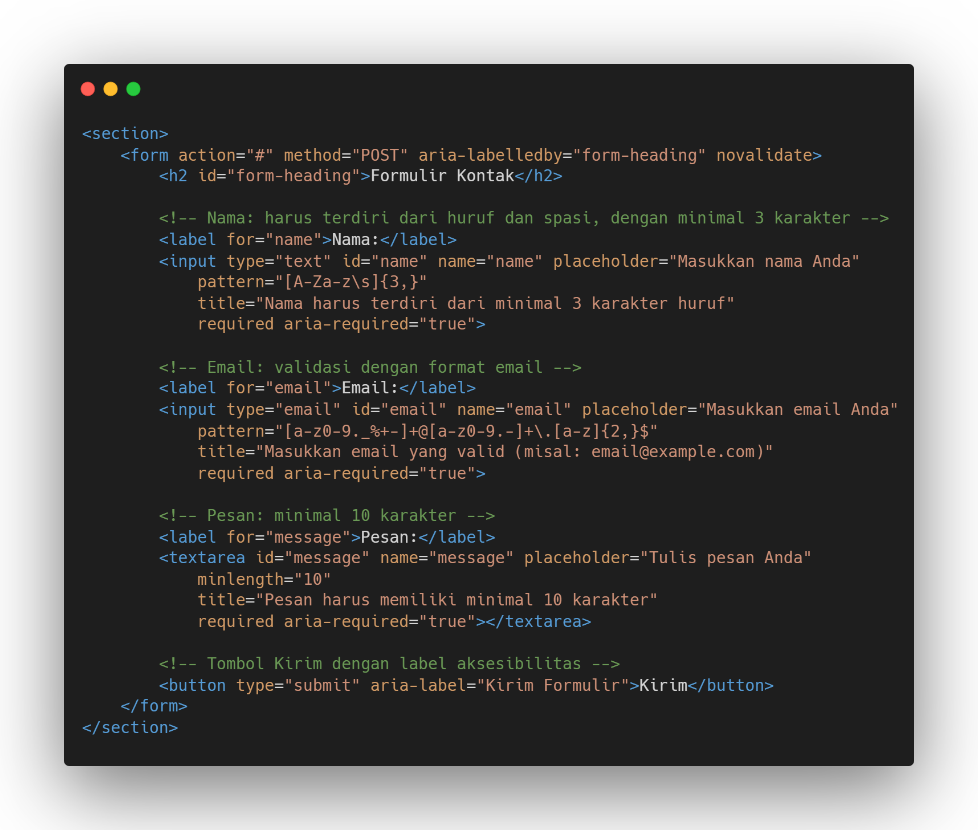 <section>
    <form action="#" method="POST" aria-labelledby="form-heading" novalidate>
        <h2 id="form-heading">Formulir Kontak</h2>

        <!-- Nama: harus terdiri dari huruf dan spasi, dengan minimal 3 karakter -->
        <label for="name">Nama:</label>
        <input type="text" id="name" name="name" placeholder="Masukkan nama Anda"
            pattern="[A-Za-z\s]{3,}"
            title="Nama harus terdiri dari minimal 3 karakter huruf"
            required aria-required="true">

        <!-- Email: validasi dengan format email -->
        <label for="email">Email:</label>
        <input type="email" id="email" name="email" placeholder="Masukkan email Anda"
            pattern="[a-z0-9._%+-]+@[a-z0-9.-]+\.[a-z]{2,}$"
            title="Masukkan email yang valid (misal: email@example.com)"
            required aria-required="true">

        <!-- Pesan: minimal 10 karakter -->
        <label for="message">Pesan:</label>
        <textarea id="message" name="message" placeholder="Tulis pesan Anda"
            minlength="10"
            title="Pesan harus memiliki minimal 10 karakter"
            required aria-required="true"></textarea>

        <!-- Tombol Kirim dengan label aksesibilitas -->
        <button type="submit" aria-label="Kirim Formulir">Kirim</button>
    </form>
</section>